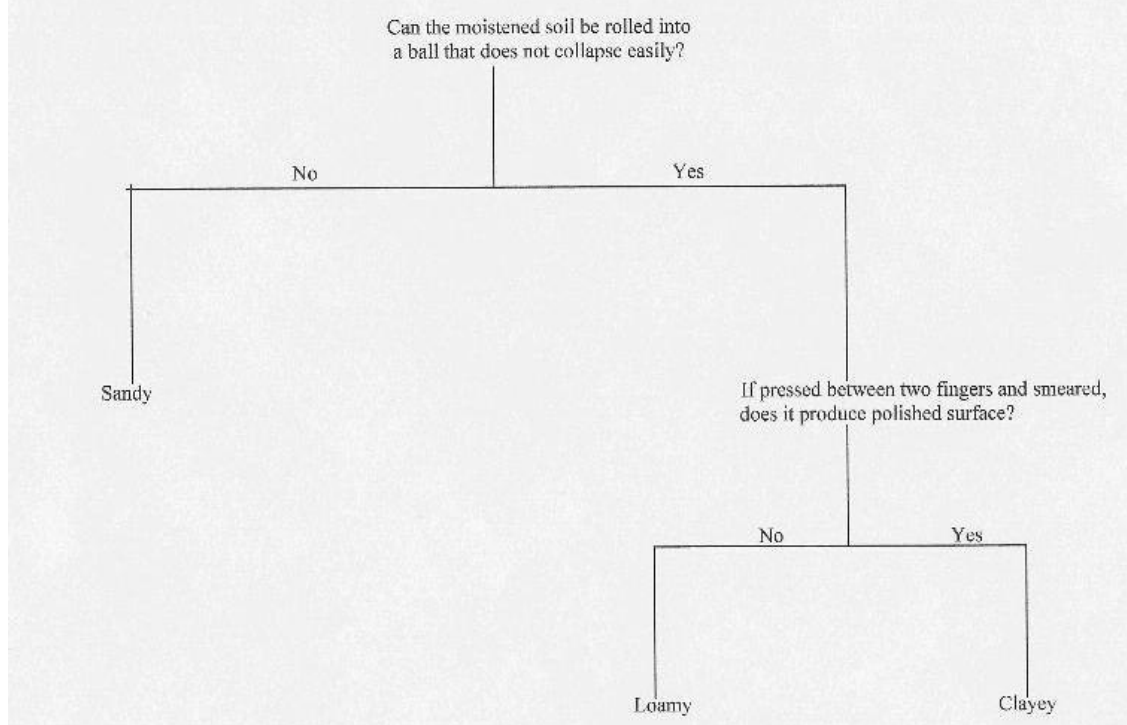 Can the moistened soil be rolled into
a ball that does not collapse easily?
No
Yes
Sandy
If pressed between two fingers and smeared,
does it produce polished surface?
No
Yes
Loamy
Clayey